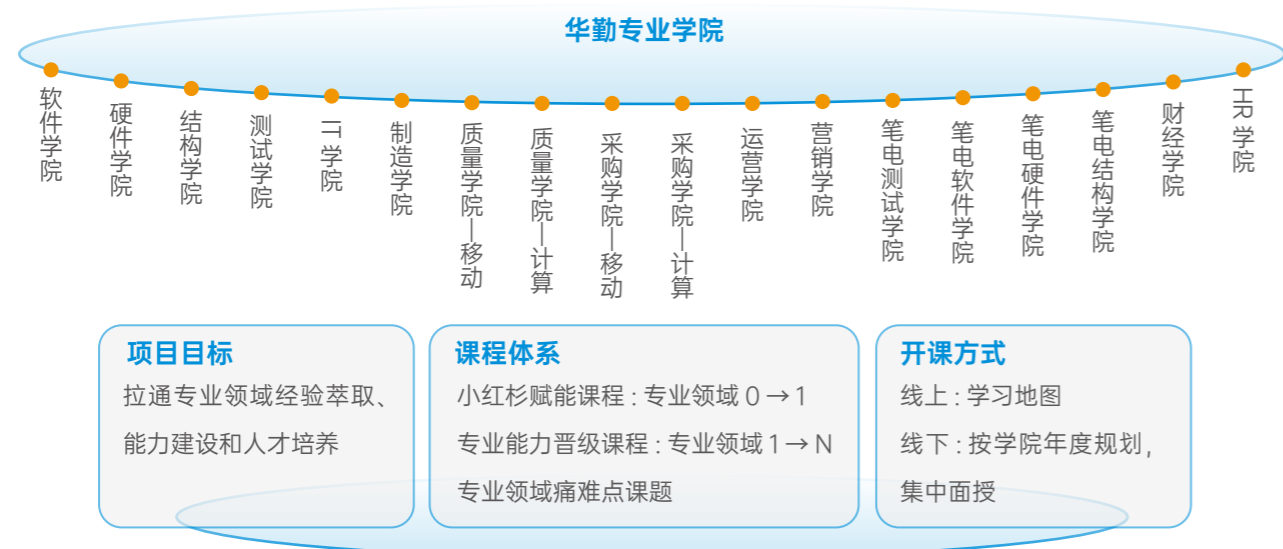 华勤专业学院
软件学院
硬件学院
结构学院
测试学院
IT 学院
制造学院
质量学院—移动
质量学院—计算
采购学院—移动
采购学院—计算
运营学院
营销学院
笔电测试学院
笔电软件学院
笔电硬件学院
笔电结构学院
财经学院
HR 学院
项目目标
拉通专业领域经验萃取、
能力建设和人才培养
课程体系
小红杉赋能课程 : 专业领域 0 → 1
专业能力晋级课程 : 专业领域 1 → N
专业领域痛难点课题
开课方式
线上 : 学习地图
线下 : 按学院年度规划,
集中面授